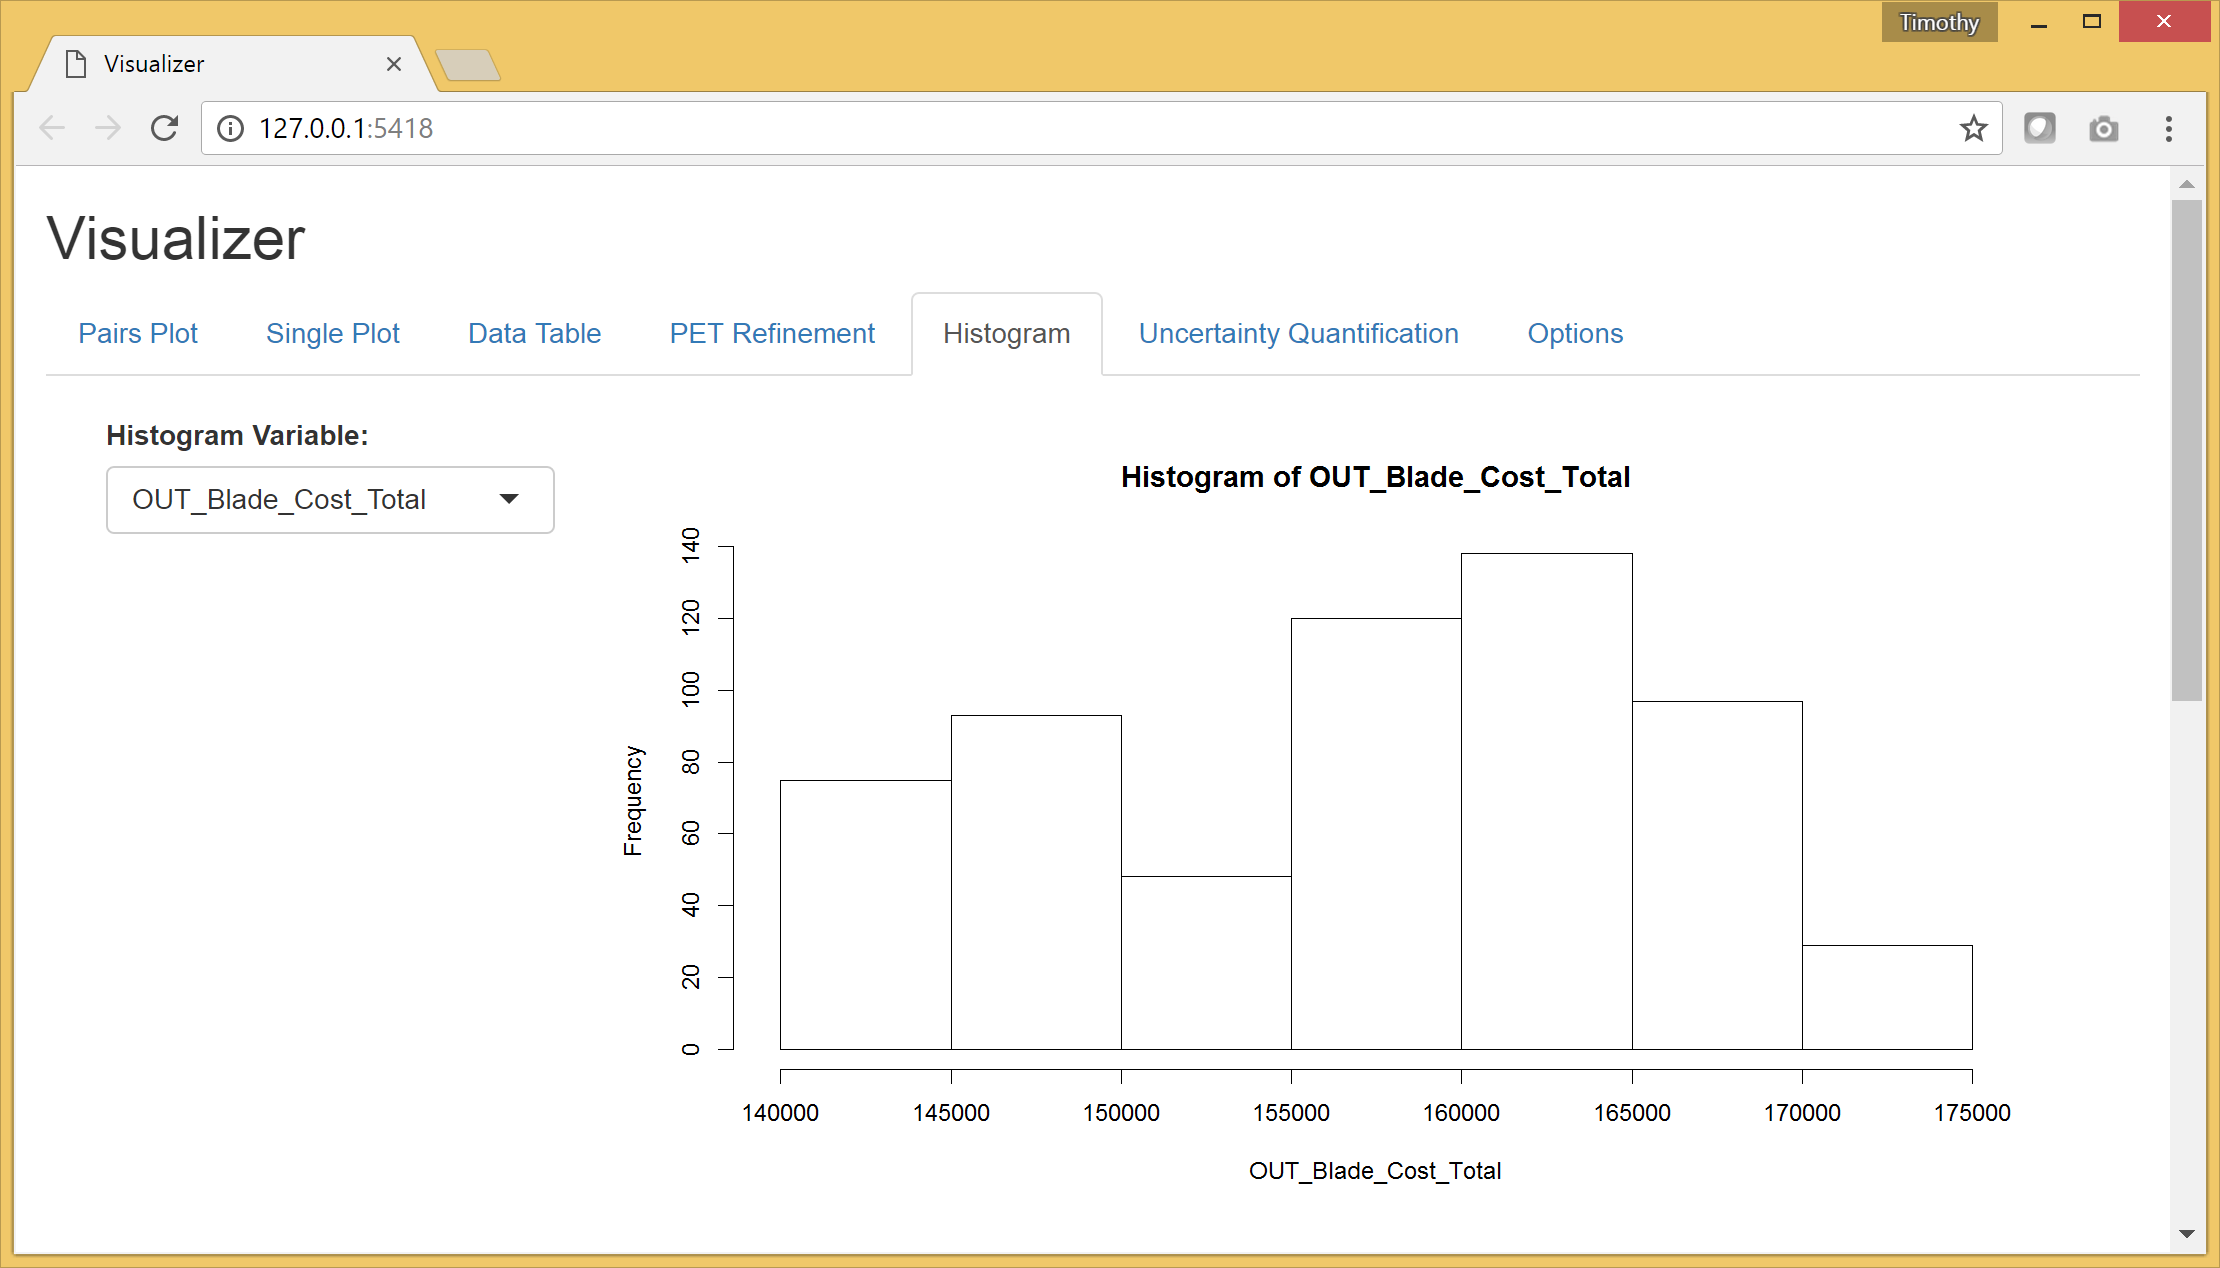 Timothy
Visualizer
127.0.0.1:5418
Visualizer
Pairs Plot Single Plot Data Table PET Refinement Histogram Uncertainty Quantification Options
Histogram Variable:
OUT_Blade_Cost_Total
Histogram of OUT_Blade_Cost_Total
140
120
100
80
60
40
20
0
Frequency
140000 145000 150000 155000 160000 165000 170000 175000
OUT_Blade_Cost_Total